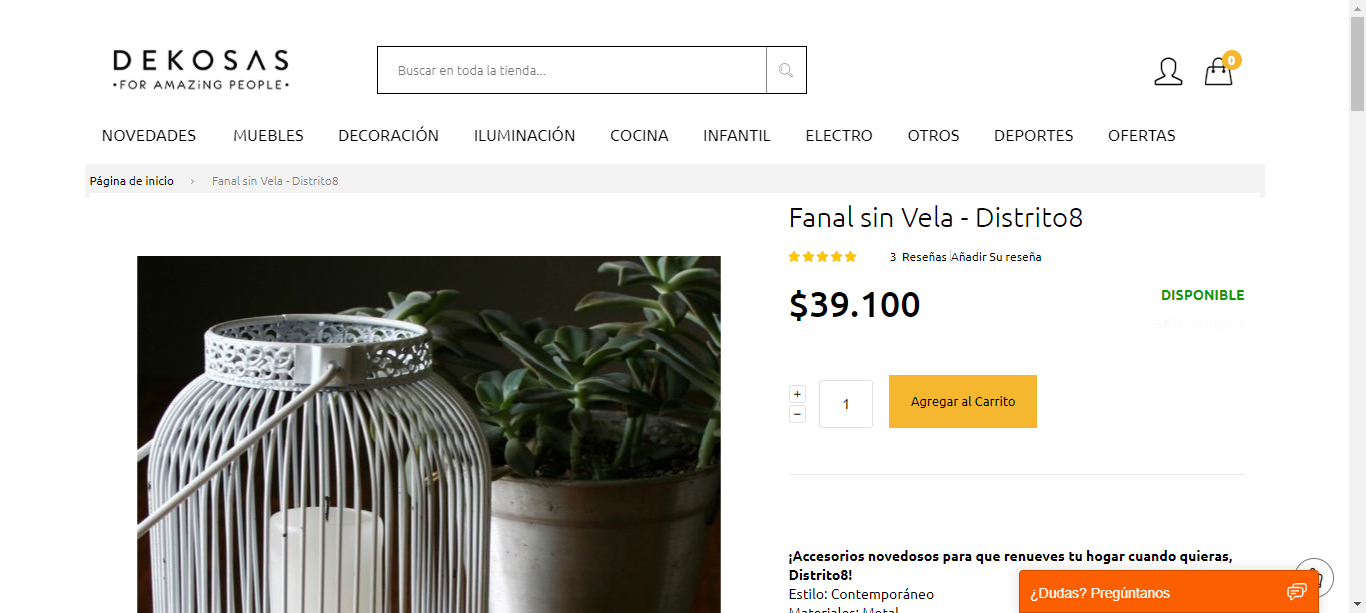 DEKOSAS
•FOR AMAZiNG PEOPLE•
Buscar en toda la tienda...
0
NOVEDADES MUEBLES DECORACIÓN ILUMINACIÓN COCINA INFANTIL ELECTRO OTROS DEPORTES OFERTAS
Página de inicio › Fanal sin Vela - Distrito8
Fanal sin Vela - Distrito8
3 Reseñas Añadir Su reseña
$39.100
DISPONIBLE
+
−
1
Agregar al Carrito
¡Accesorios novedosos para que renueves tu hogar cuando quieras,
Distrito8!
Estilo: Contemporáneo
Materiales: Metal
¿Dudas? Pregúntanos